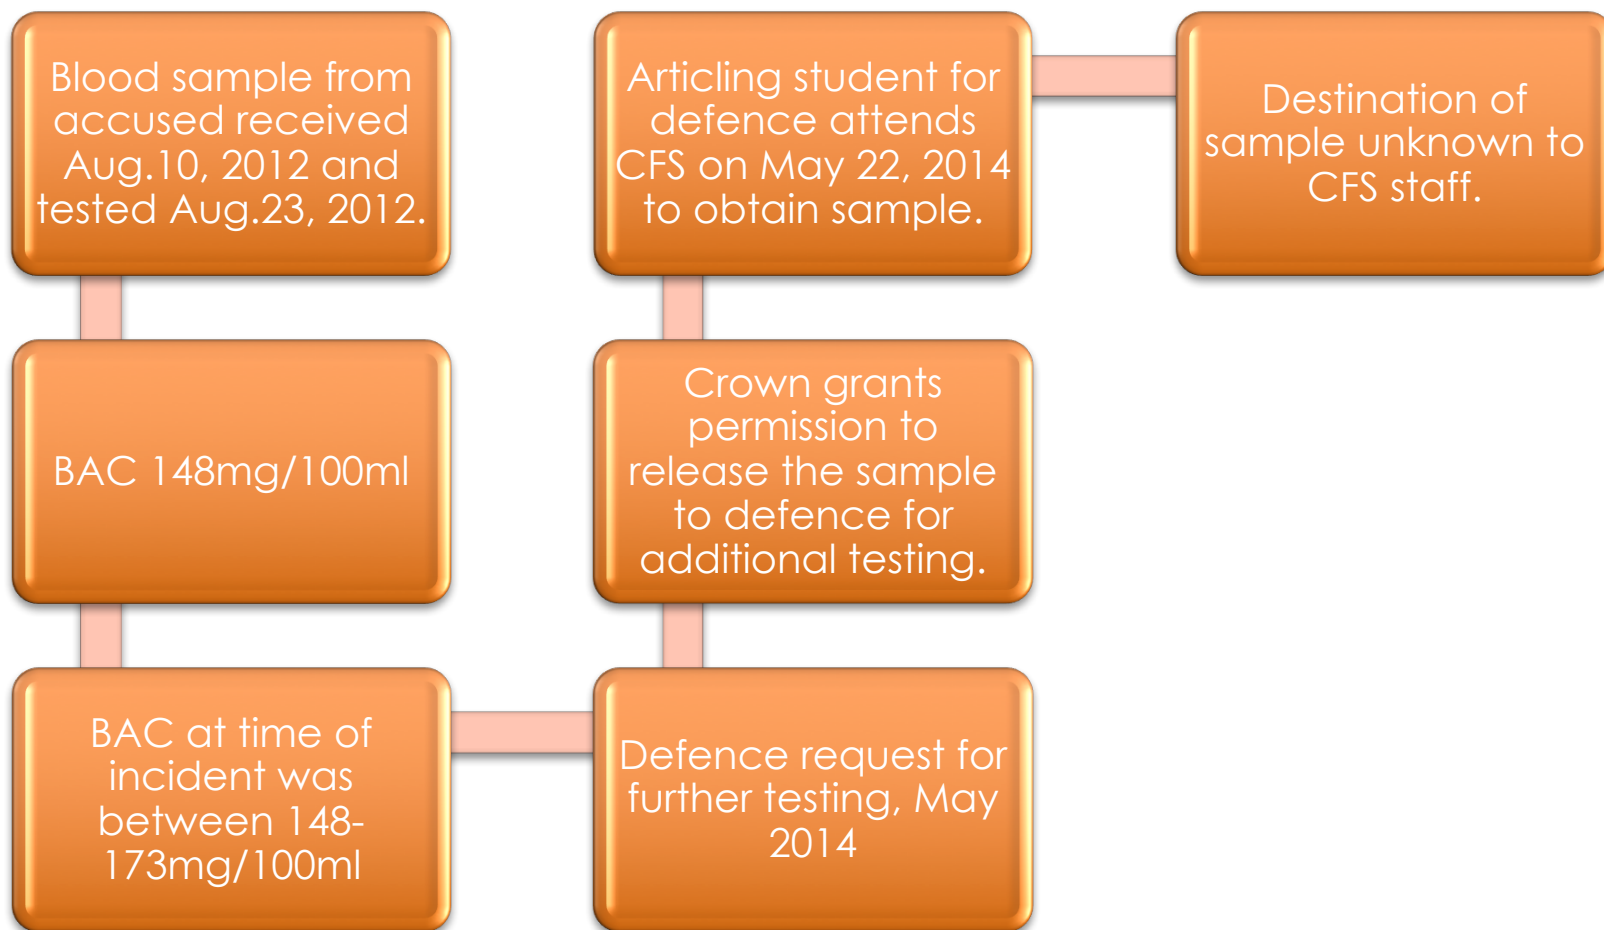 Blood sample from
accused received
Aug.10, 2012 and
tested Aug.23, 2012.
BAC 148mg/100ml
BAC at time of
incident was
between 148-
173mg/100ml
Defence request for
further testing, May
2014
Crown grants
permission to
release the sample
to defence for
additional testing.
Articling student for
defence attends
CFS on May 22, 2014
to obtain sample.
Destination of
sample unknown to
CFS staff.